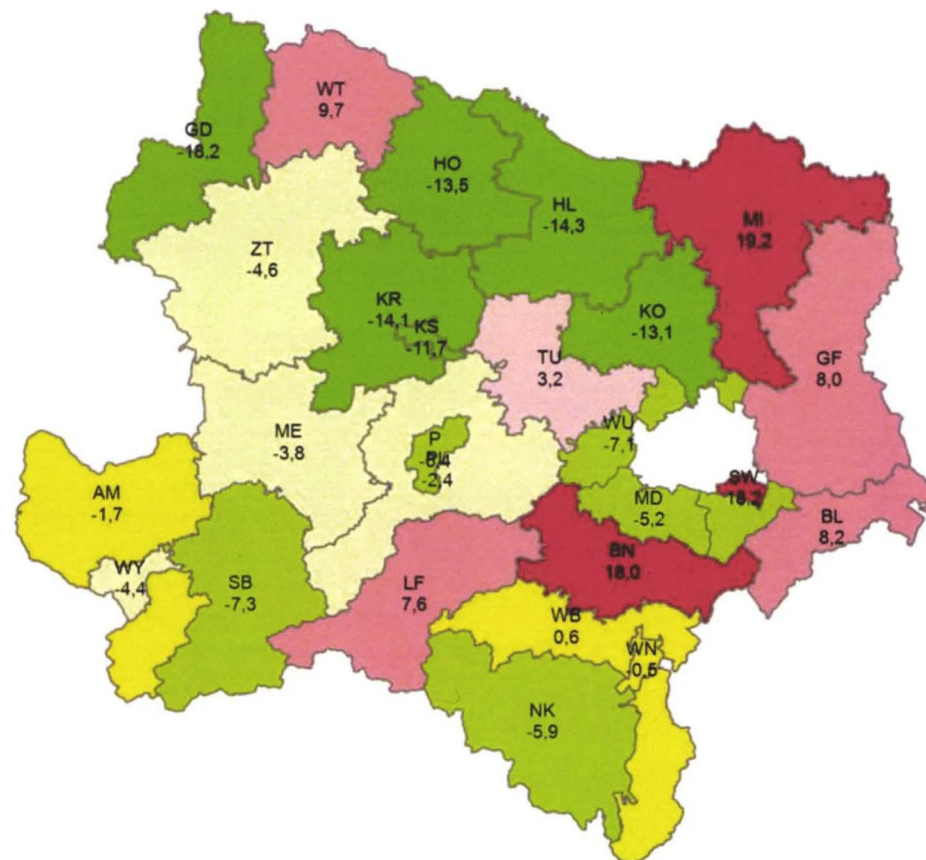 WT
9,7
GD
HO
-13,5
HL
-14,3
MI
19,2
ZT
-4,6
KR
-14,1
KS
-11,7
KO
-13,1
TU
3,2
GF
8,0
WU
-7,1
ME
-3,8
P
-2,4
AM
-1,7
SW
MD
-5,2
BL
8,2
BN
18,0
WY
-4,4
SB
-7,3
LF
7,6
WB
0,6
WN
-0,5
NK
-5,9